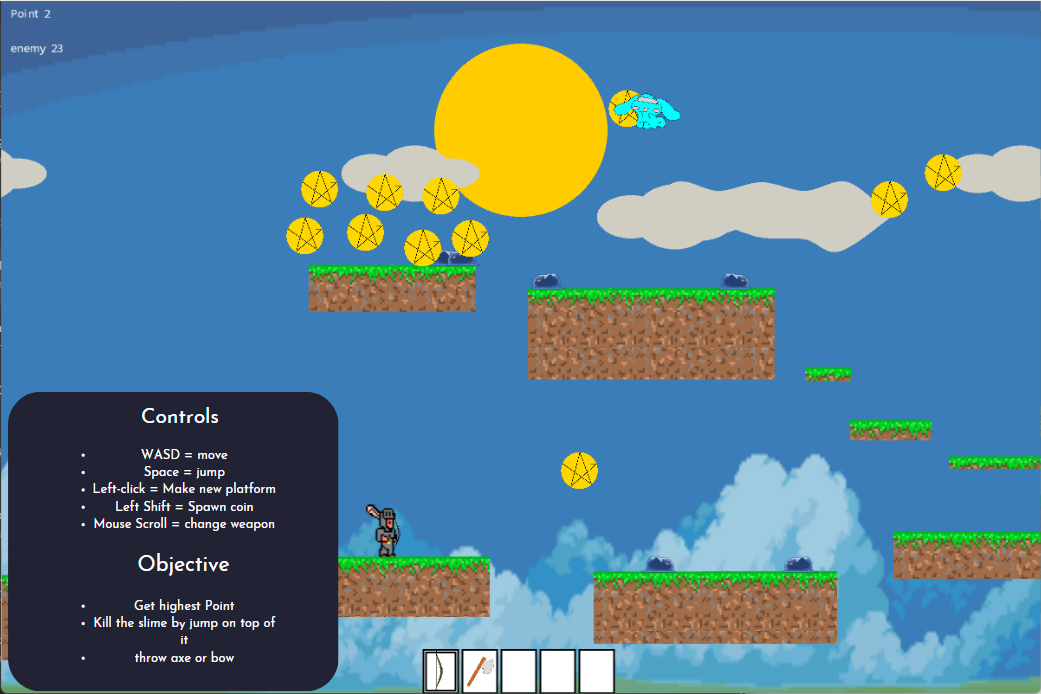 Point 2
enemy 23
Controls
• WASD = move
• Space = jump
• Left-click = Make new platform
• Left Shift = Spawn coin
• Mouse Scroll = change weapon
Objective
• Get highest Point
• Kill the slime by jump on top of
it
• throw axe or bow